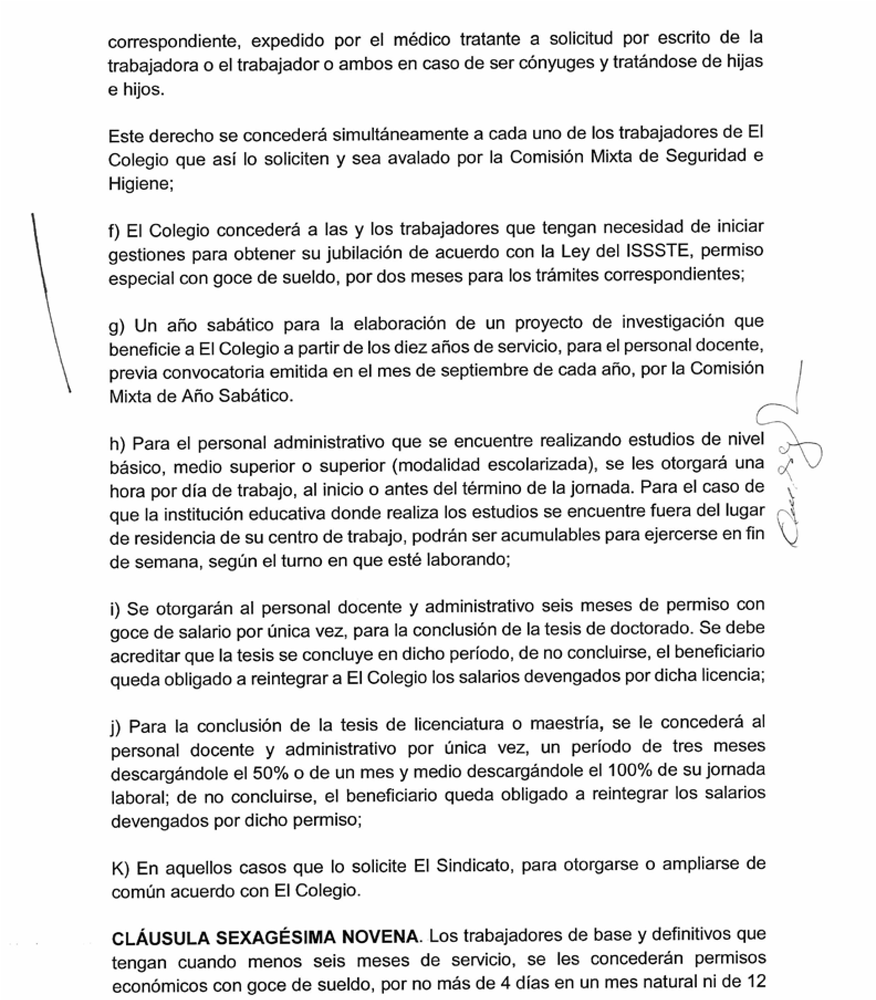 correspondiente, expedido por el médico tratante a solicitud por escrito de la
trabajadora o el trabajador o ambos en caso de ser cónyuges y tratándose de hijas
e hijos.
Este derecho se concederá simultáneamente a cada uno de los trabajadores de El
Colegio que así lo soliciten y sea avalado por la Comisión Mixta de Seguridad e
Higiene;
f) El Colegio concederá a las y los trabajadores que tengan necesidad de iniciar
gestiones para obtener su jubilación de acuerdo con la Ley del ISSSTE, permiso
especial con goce de sueldo, por dos meses para los trámites correspondientes;
g) Un año sabático para la elaboración de un proyecto de investigación que
beneficie a El Colegio a partir de los diez años de servicio, para el personal docente,
previa convocatoria emitida en el mes de septiembre de cada año, por la Comisión
Mixta de Año Sabático.
h) Para el personal administrativo que se encuentre realizando estudios de nivel
básico, medio superior o superior (modalidad escolarizada), se les otorgará una
hora por día de trabajo, al inicio o antes del término de la jornada. Para el caso de
que la institución educativa donde realiza los estudios se encuentre fuera del lugar
de residencia de su centro de trabajo, podrán ser acumulables para ejercerse en fin
de semana, según el turno en que esté laborando;
i) Se otorgarán al personal docente y administrativo seis meses de permiso con
goce de salario por única vez, para la conclusión de la tesis de doctorado. Se debe
acreditar que la tesis se concluye en dicho período, de no concluirse, el beneficiario
queda obligado a reintegrar a El Colegio los salarios devengados por dicha licencia;
j) Para la conclusión de la tesis de licenciatura o maestría, se le concederá al
personal docente y administrativo por única vez, un período de tres meses
descargándole el 50% o de un mes y medio descargándole el 100% de su jornada
laboral; de no concluirse, el beneficiario queda obligado a reintegrar los salarios
devengados por dicho permiso;
K) En aquellos casos que lo solicite El Sindicato, para otorgarse o ampliarse de
común acuerdo con El Colegio.
CLÁUSULA SEXAGÉSIMA NOVENA. Los trabajadores de base y definitivos que
tengan cuando menos seis meses de servicio, se les concederán permisos
económicos con goce de sueldo, por no más de 4 días en un mes natural ni de 12